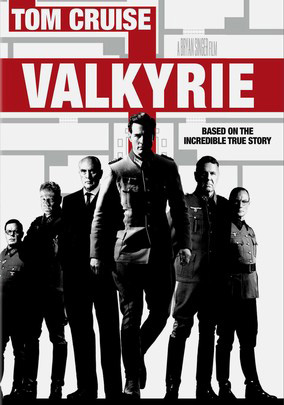 TOM CRUISE
A BRYAN SINGER FILM
VALKYRIE
BASED ON THE
INCREDIBLE TRUE STORY